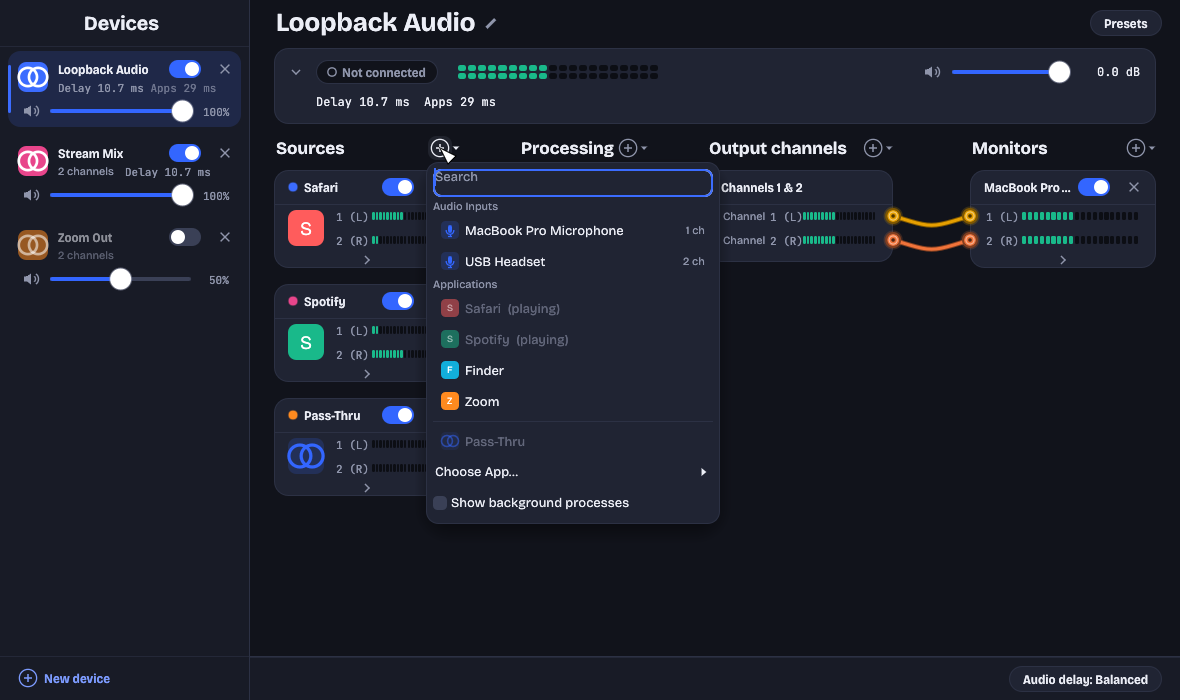 Devices
Loopback Audio
Delay 10.7 ms Apps 29 ms
100%
Stream Mix
2 channels Delay 10.7 ms
100%
Zoom Out
2 channels
50%
New device
Loopback Audio
Presets
Not connected
0.0 dB
Delay 10.7 ms Apps 29 ms
Sources
Processing
Output channels
Monitors
Safari
S
1 (L)
2 (R)
Spotify
S
1 (L)
2 (R)
Pass-Thru
1 (L)
2 (R)
Search
Audio Inputs
MacBook Pro Microphone 1 ch
USB Headset 2 ch
Applications
S Safari (playing)
S Spotify (playing)
F Finder
Z Zoom
Pass-Thru
Choose App...
Show background processes
Channels 1 & 2
Channel 1 (L)
Channel 2 (R)
MacBook Pro ...
1 (L)
2 (R)
Audio delay: Balanced